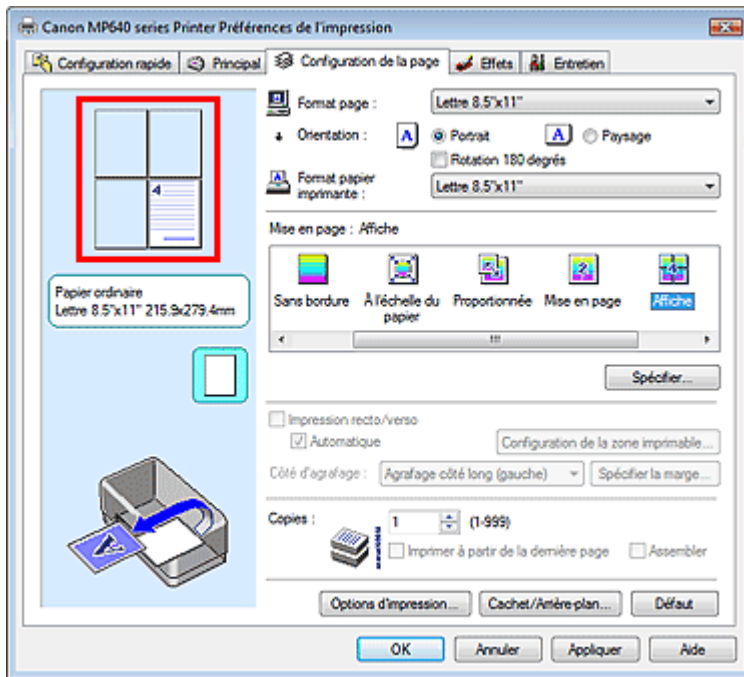 Canon MP640 series Printer Préférences de l'impression
Configuration rapide
Principal
Configuration de la page
Effets
Entretien
Format page :
Lettre 8.5"x11"
Orientation :
A
Portrait
A
Paysage
Rotation 180 degrés
Format papier
imprimante :
Lettre 8.5"x11"
4
Mise en page : Affiche
Sans bordure
À l'échelle du
papier
Proportionnée
Mise en page
Affiche
Papier ordinaire
Lettre 8.5"x11" 215.9x279.4mm
Spécifier...
Impression recto/verso
Automatique
Configuration de la zone imprimable...
Côté d'agrafage :
Agrafage côté long (gauche)
Spécifier la marge...
Copies :
1
(1-999)
Imprimer à partir de la dernière page
Assembler
Options d'impression...
Cachet/Arrière-plan...
Défaut
OK
Annuler
Appliquer
Aide